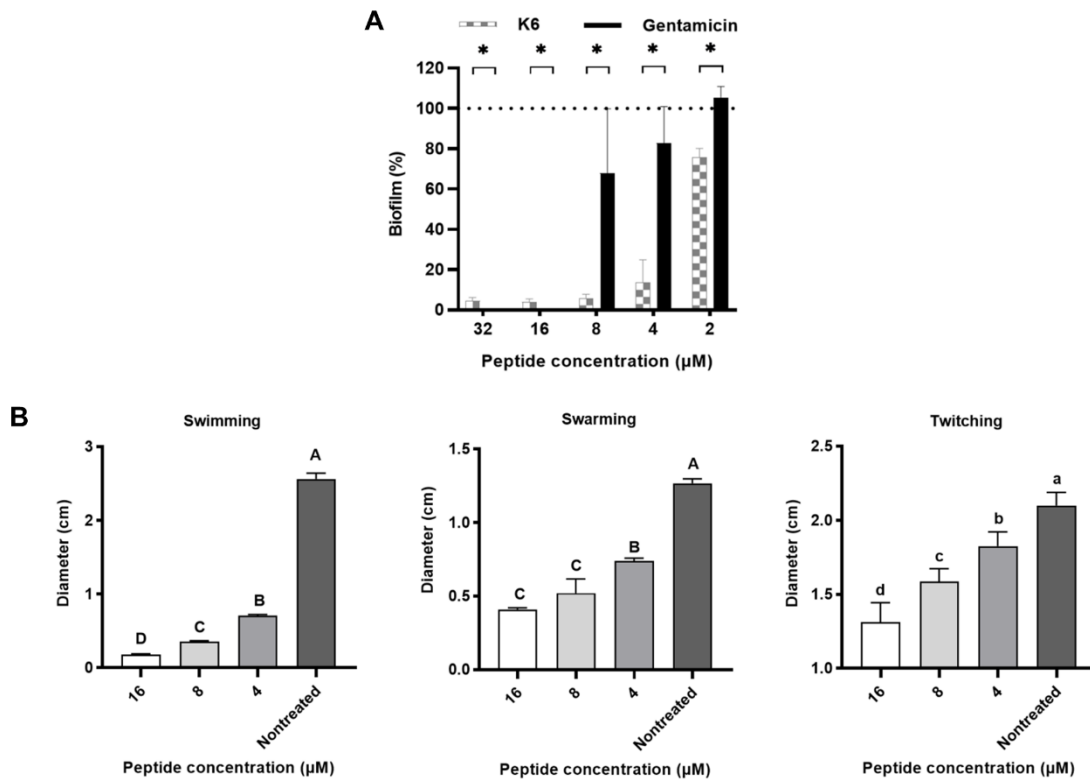 A
K6 Gentamicin
* * * * *
120
100
80
60
40
20
0
Biofilm (%)
32 16 8 4 2
Peptide concentration (μM)
B
Swimming
3
2
1
0
Diameter (cm)
D C B A
16 8 4 Nontreated
Peptide concentration (μM)
Swarming
1.5
1.0
0.5
0.0
Diameter (cm)
C C B A
16 8 4 Nontreated
Peptide concentration (μM)
Twitching
2.5
2.0
1.5
1.0
Diameter (cm)
d c b a
16 8 4 Nontreated
Peptide concentration (μM)